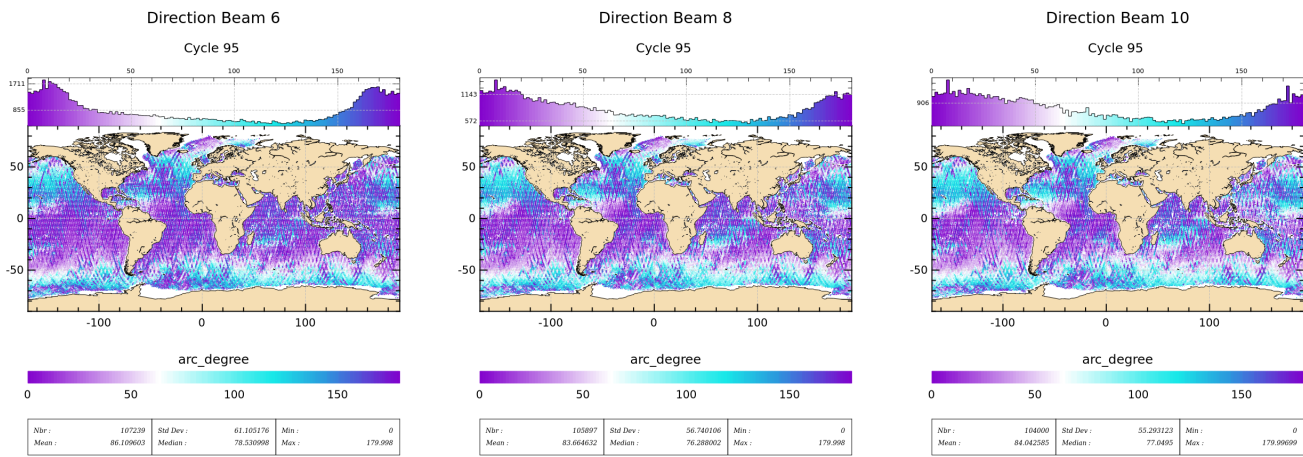 Direction Beam 6
Cycle 95
0 50 100 150
1711
855
50
0
-50
-100 0 100
arc_degree
0 50 100 150
Nbr : 107239 Std Dev : 61.105176 Min : 0
Mean : 86.109603 Median : 78.530998 Max : 179.998
Direction Beam 8
Cycle 95
0 50 100 150
1143
572
50
0
-50
-100 0 100
arc_degree
0 50 100 150
Nbr : 105897 Std Dev : 56.740106 Min : 0
Mean : 83.664632 Median : 76.288002 Max : 179.998
Direction Beam 10
Cycle 95
0 50 100 150
906
50
0
-50
-100 0 100
arc_degree
0 50 100 150
Nbr : 104000 Std Dev : 55.293123 Min : 0
Mean : 84.042585 Median : 77.0495 Max : 179.99699